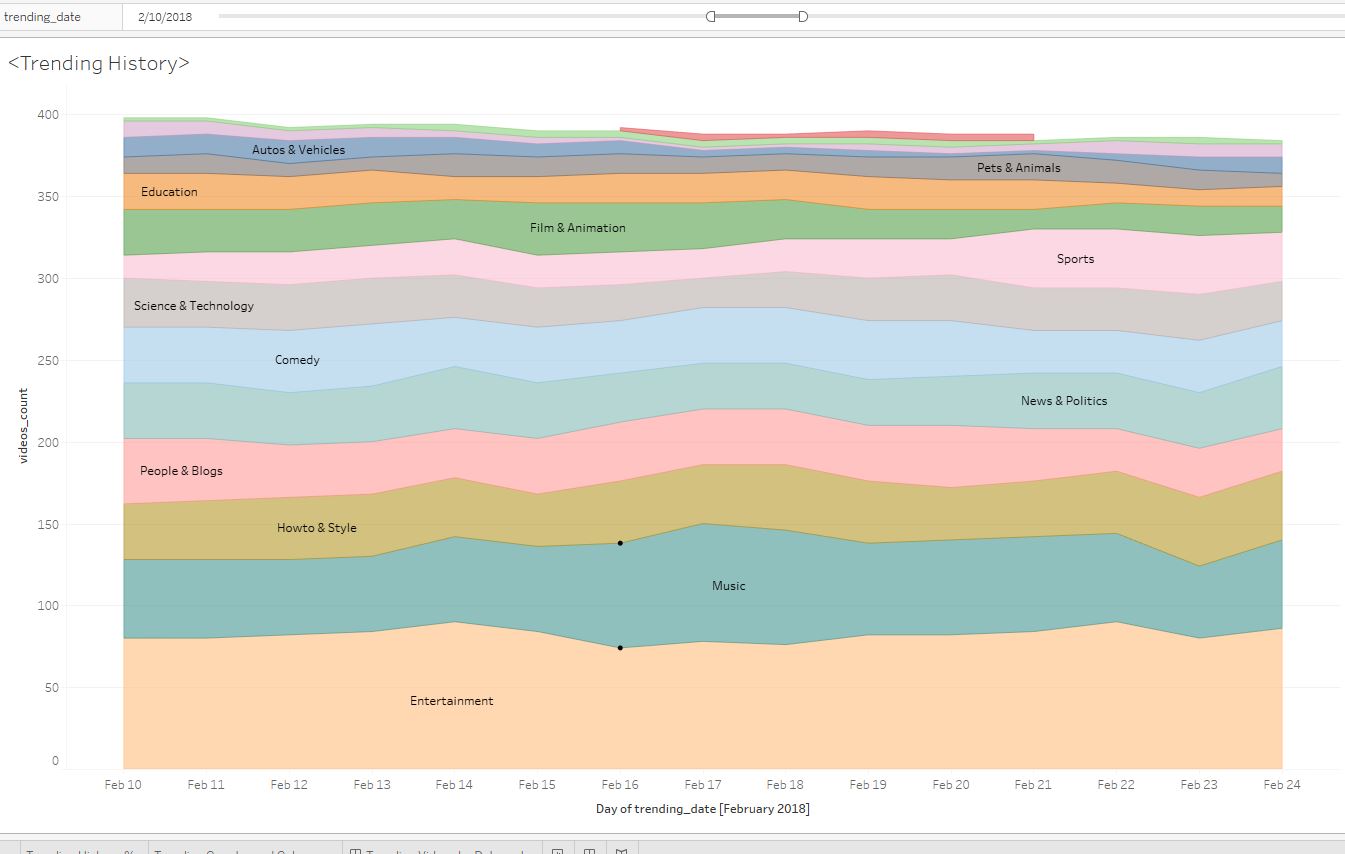 trending_date 2/10/2018
<Trending History>
400
Autos & Vehicles
Pets & Animals
350
Education
Film & Animation
Sports
300
Science & Technology
Comedy
250
News & Politics
videos_count
200
People & Blogs
Howto & Style
150
Music
100
Entertainment
50
0
Feb 10 Feb 11 Feb 12 Feb 13 Feb 14 Feb 15 Feb 16 Feb 17 Feb 18 Feb 19 Feb 20 Feb 21 Feb 22 Feb 23 Feb 24
Day of trending_date [February 2018]